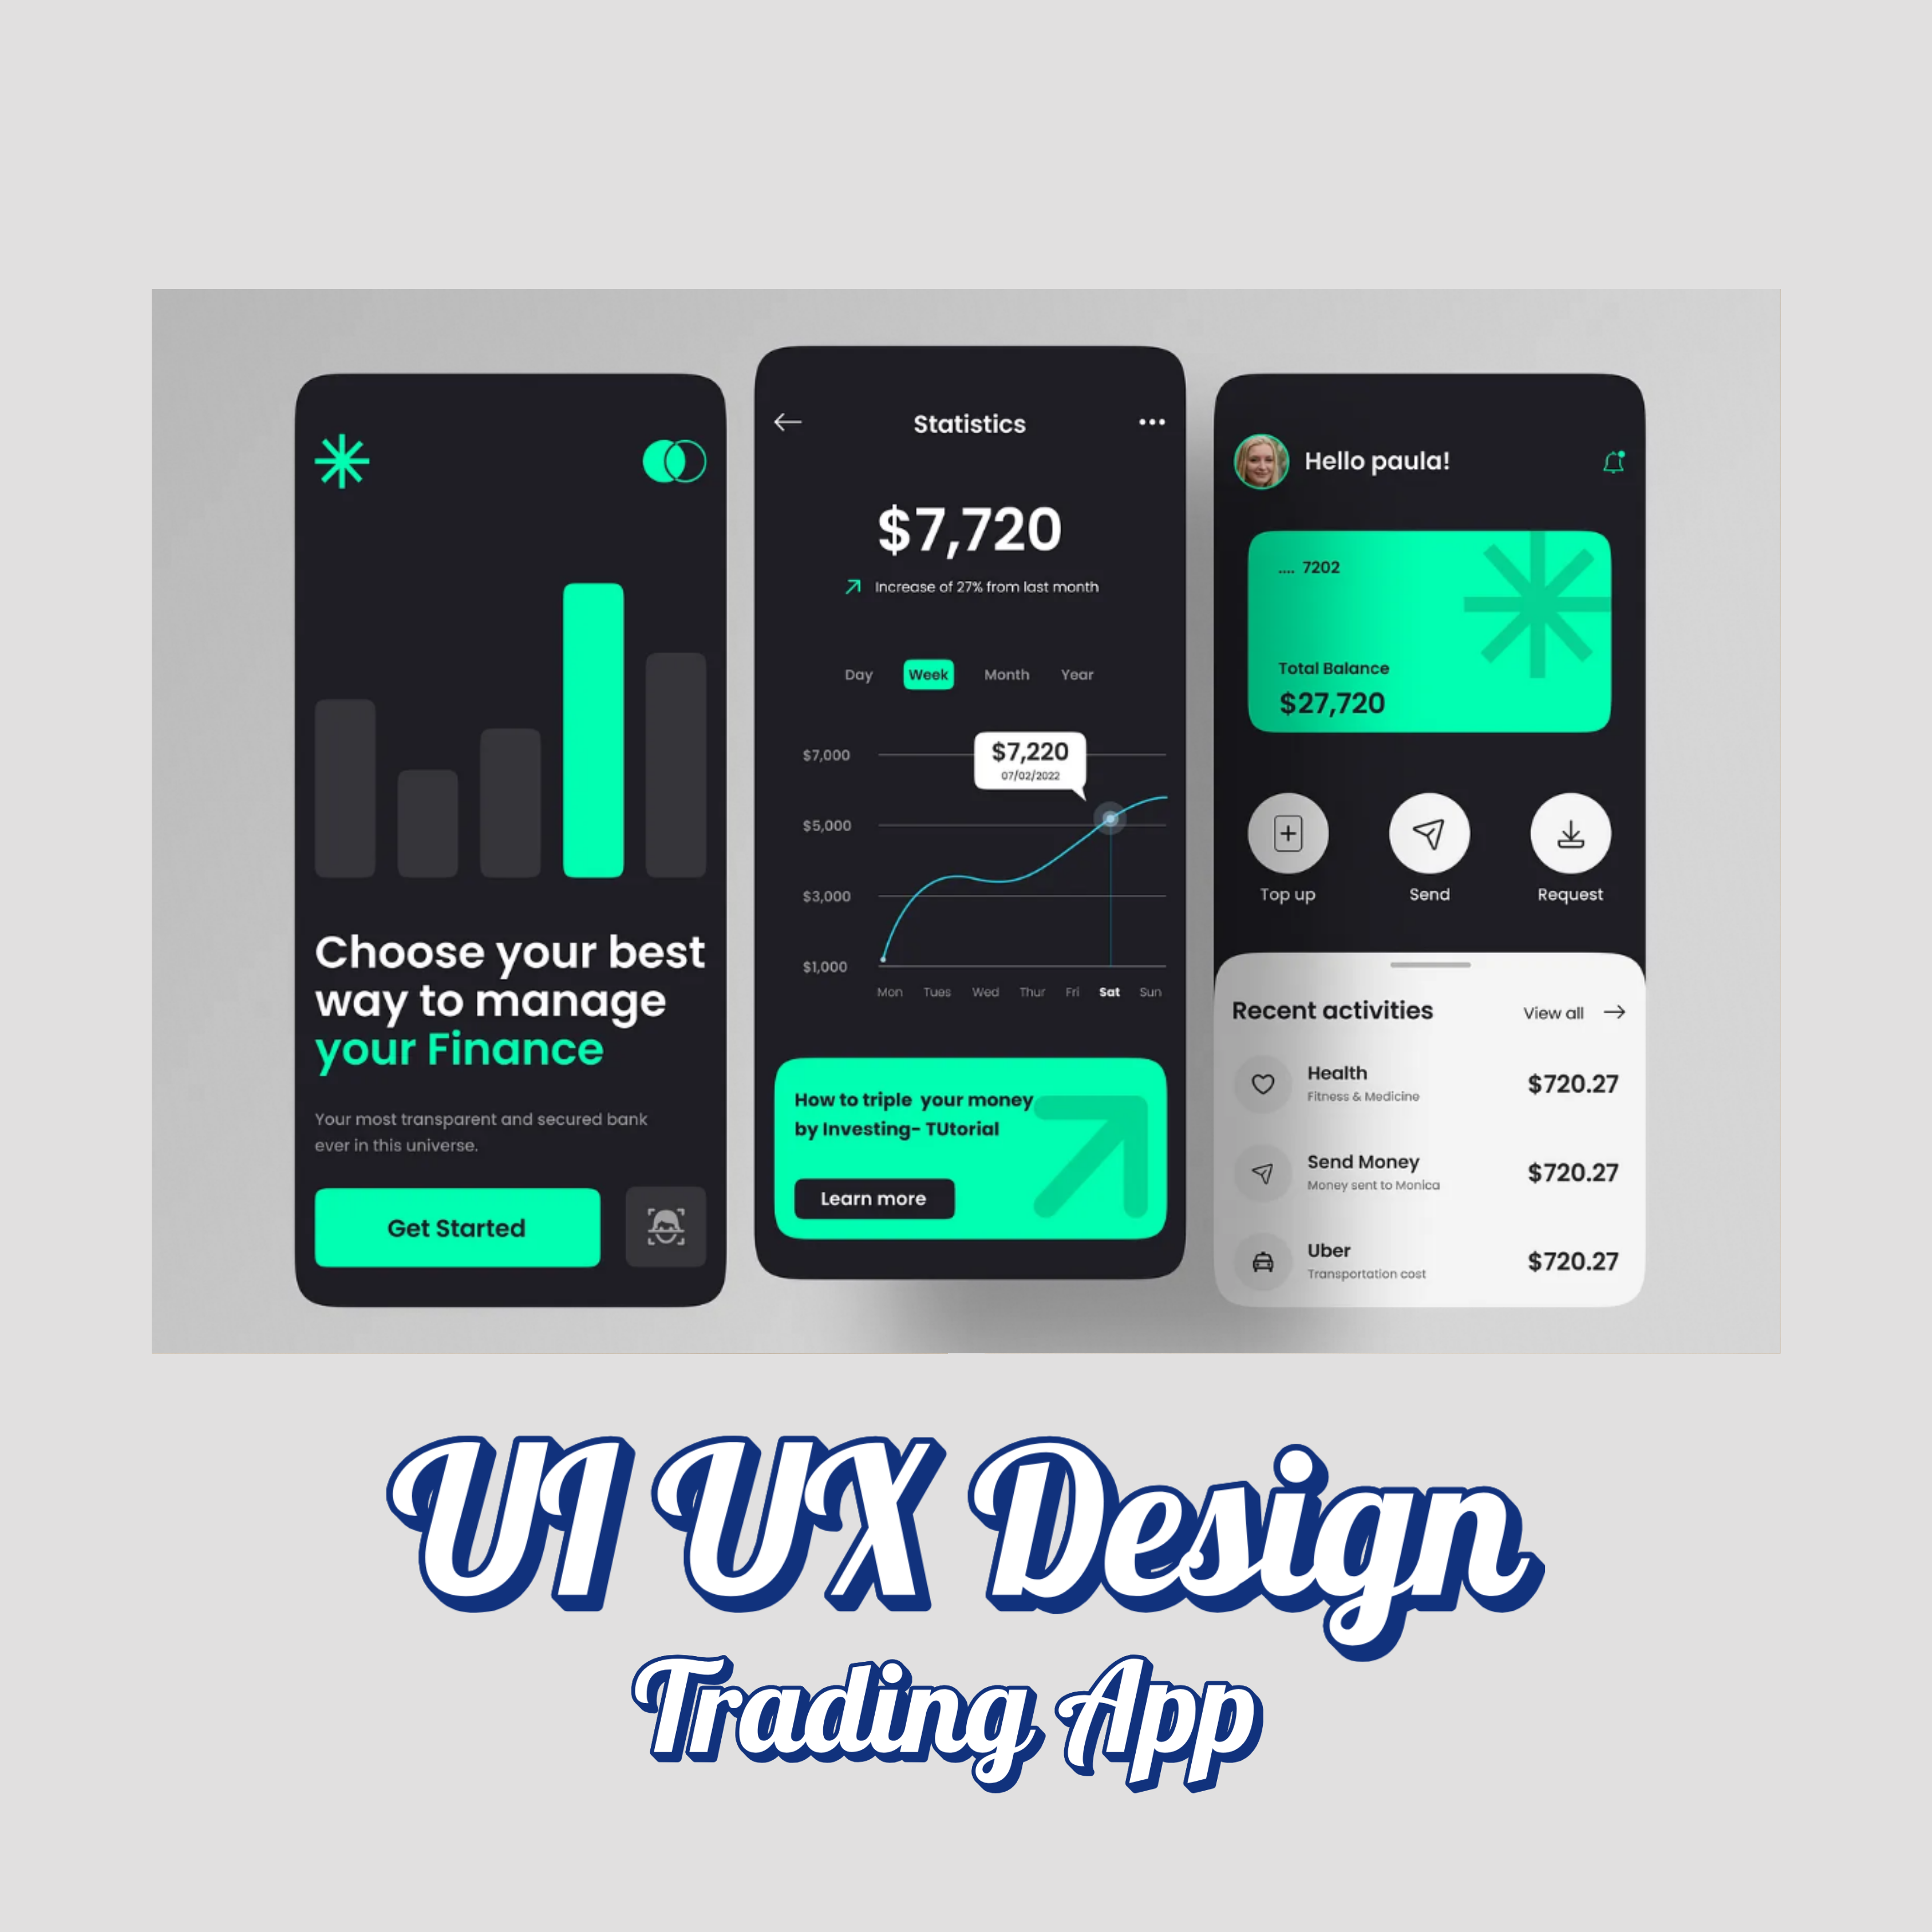 Choose your best
way to manage
your Finance
Your most transparent and secured bank
ever in this universe.
Get Started
Statistics
$7,720
Increase of 27% from last month
Day Week Month Year
$7,000
$7,220
07/02/2022
$5,000
$3,000
$1,000
Mon Tues Wed Thur Fri Sat Sun
How to triple your money
by Investing- TUtorial
Learn more
Hello paula!
.... 7202
Total Balance
$27,720
Top up Send Request
Recent activities View all
Health
Fitness & Medicine
$720.27
Send Money
Money sent to Monica
$720.27
Uber
Transportation cost
$720.27
UI UX Design
Trading App